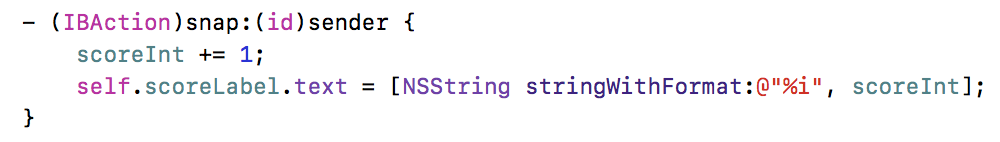 - (IBAction)snap:(id)sender {
    scoreInt += 1;
    self.scoreLabel.text = [NSString stringWithFormat:@"%i", scoreInt];
}